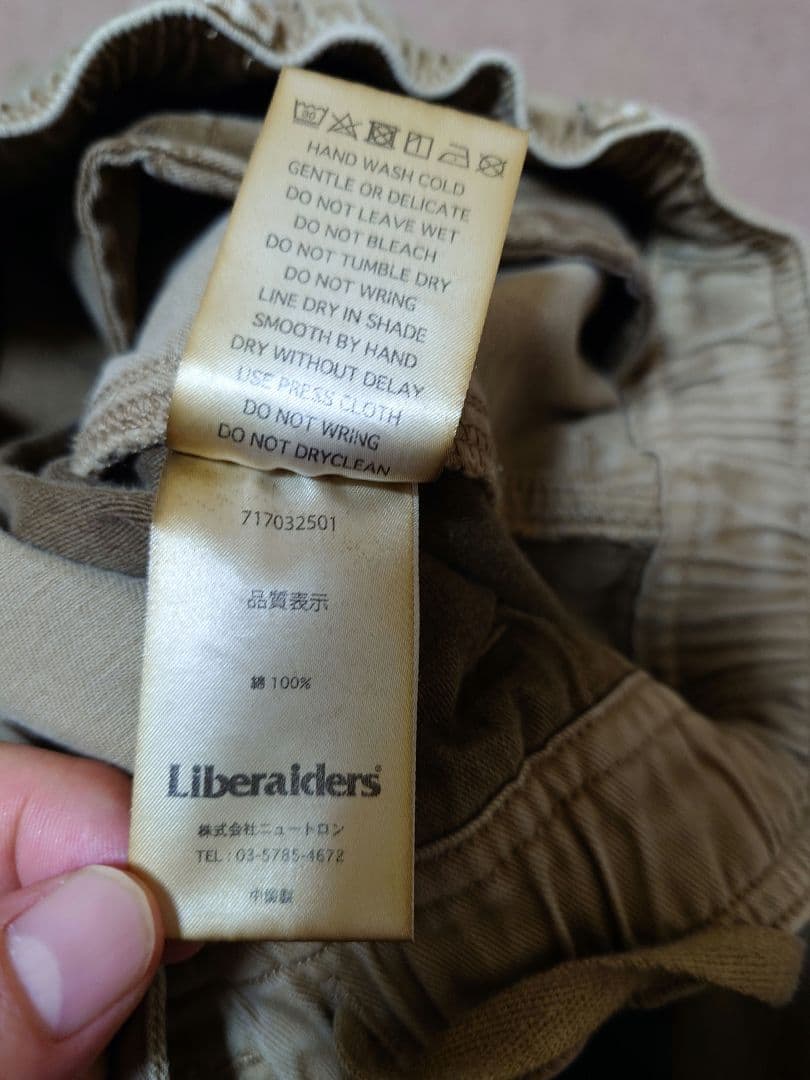 HAND WASH COLD
GENTLE OR DELICATE
DO NOT LEAVE WET
DO NOT BLEACH
DO NOT TUMBLE DRY
DO NOT WRING
LINE DRY IN SHADE
SMOOTH BY HAND
DRY WITHOUT DELAY
USE PRESS CLOTH
DO NOT WRING
DO NOT DRYCLEAN
717032501
品質表示
綿 100%
Liberaiders®
株式会社ニュートロン
TEL : 03-5785-4672
中国製